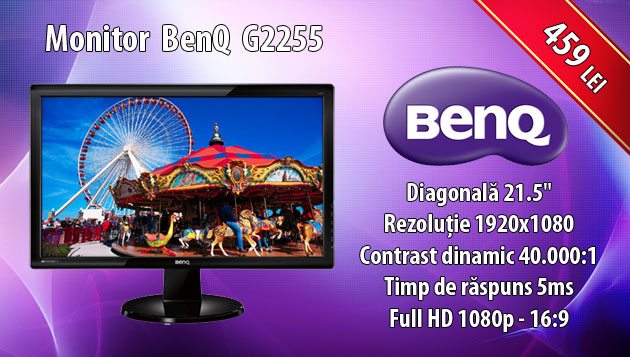 Monitor BenQ G2255
459 LEI
BenQ
BenQ
Diagonală 21.5"
Rezoluție 1920x1080
Contrast dinamic 40.000:1
Timp de răspuns 5ms
Full HD 1080p - 16:9